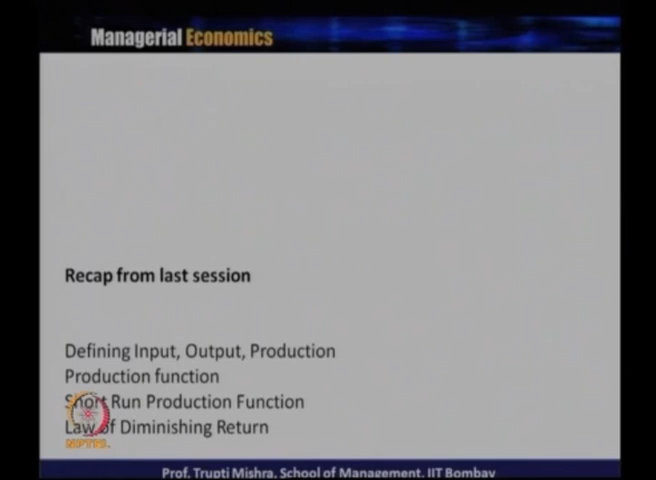 Managerial Economics
Recap from last session
Defining Input, Output, Production
Production function
Short Run Production Function
Law of Diminishing Return
NPTEL
Prof. Trupti Mishra, School of Management, IIT Bombay